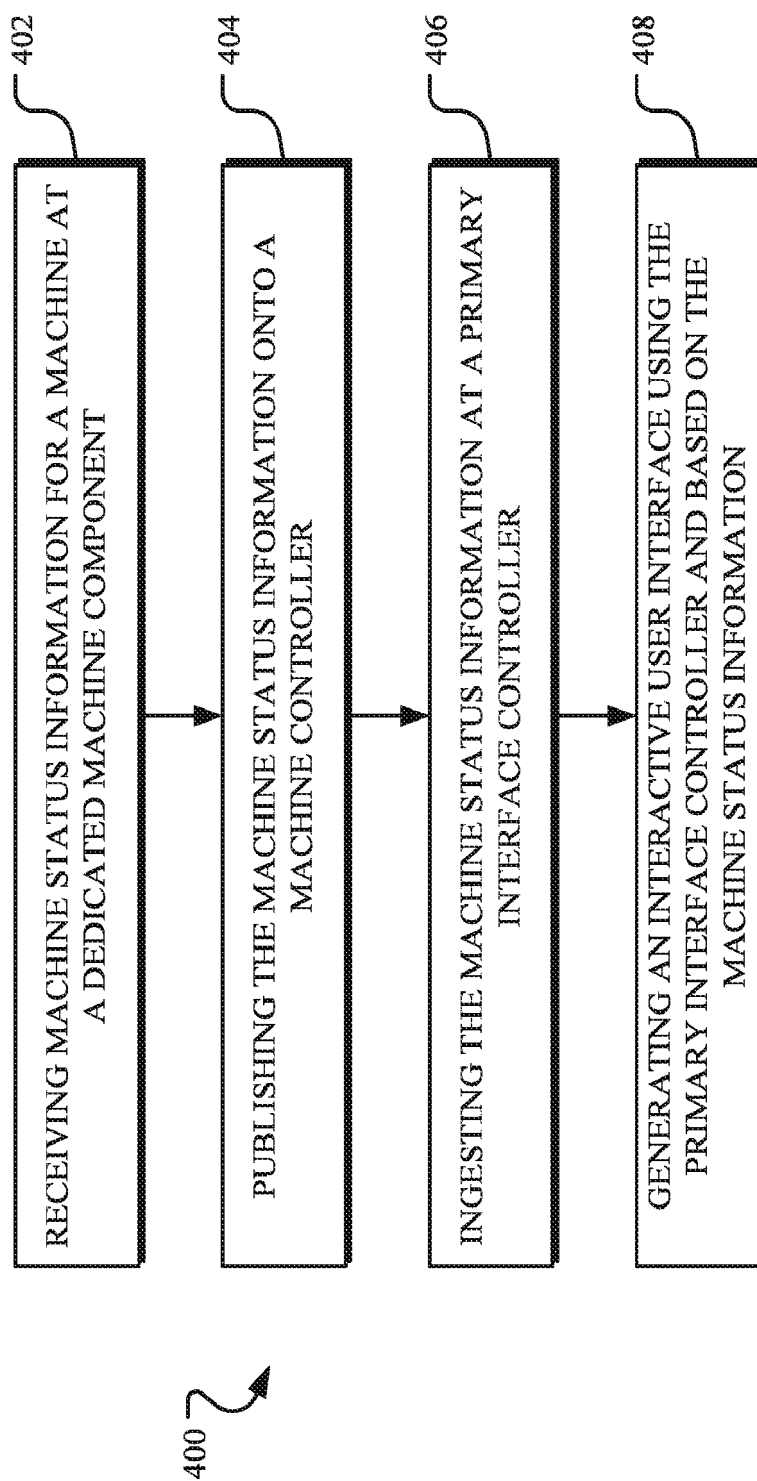 400
RECEIVING MACHINE STATUS INFORMATION FOR A MACHINE AT
A DEDICATED MACHINE COMPONENT
402
PUBLISHING THE MACHINE STATUS INFORMATION ONTO A
MACHINE CONTROLLER
404
INGESTING THE MACHINE STATUS INFORMATION AT A PRIMARY
INTERFACE CONTROLLER
406
GENERATING AN INTERACTIVE USER INTERFACE USING THE
PRIMARY INTERFACE CONTROLLER AND BASED ON THE
MACHINE STATUS INFORMATION
408